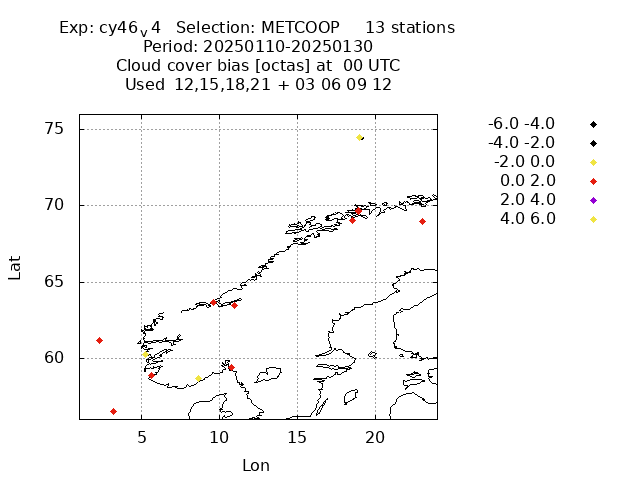 Exp: cy46v4 Selection: METCOOP 13 stations
Period: 20250110-20250130
Cloud cover bias [octas] at 00 UTC
Used 12,15,18,21 + 03 06 09 12
-6.0 -4.0
-4.0 -2.0
-2.0 0.0
0.0 2.0
2.0 4.0
4.0 6.0
75
70
65
60
Lat
5 10 15 20
Lon